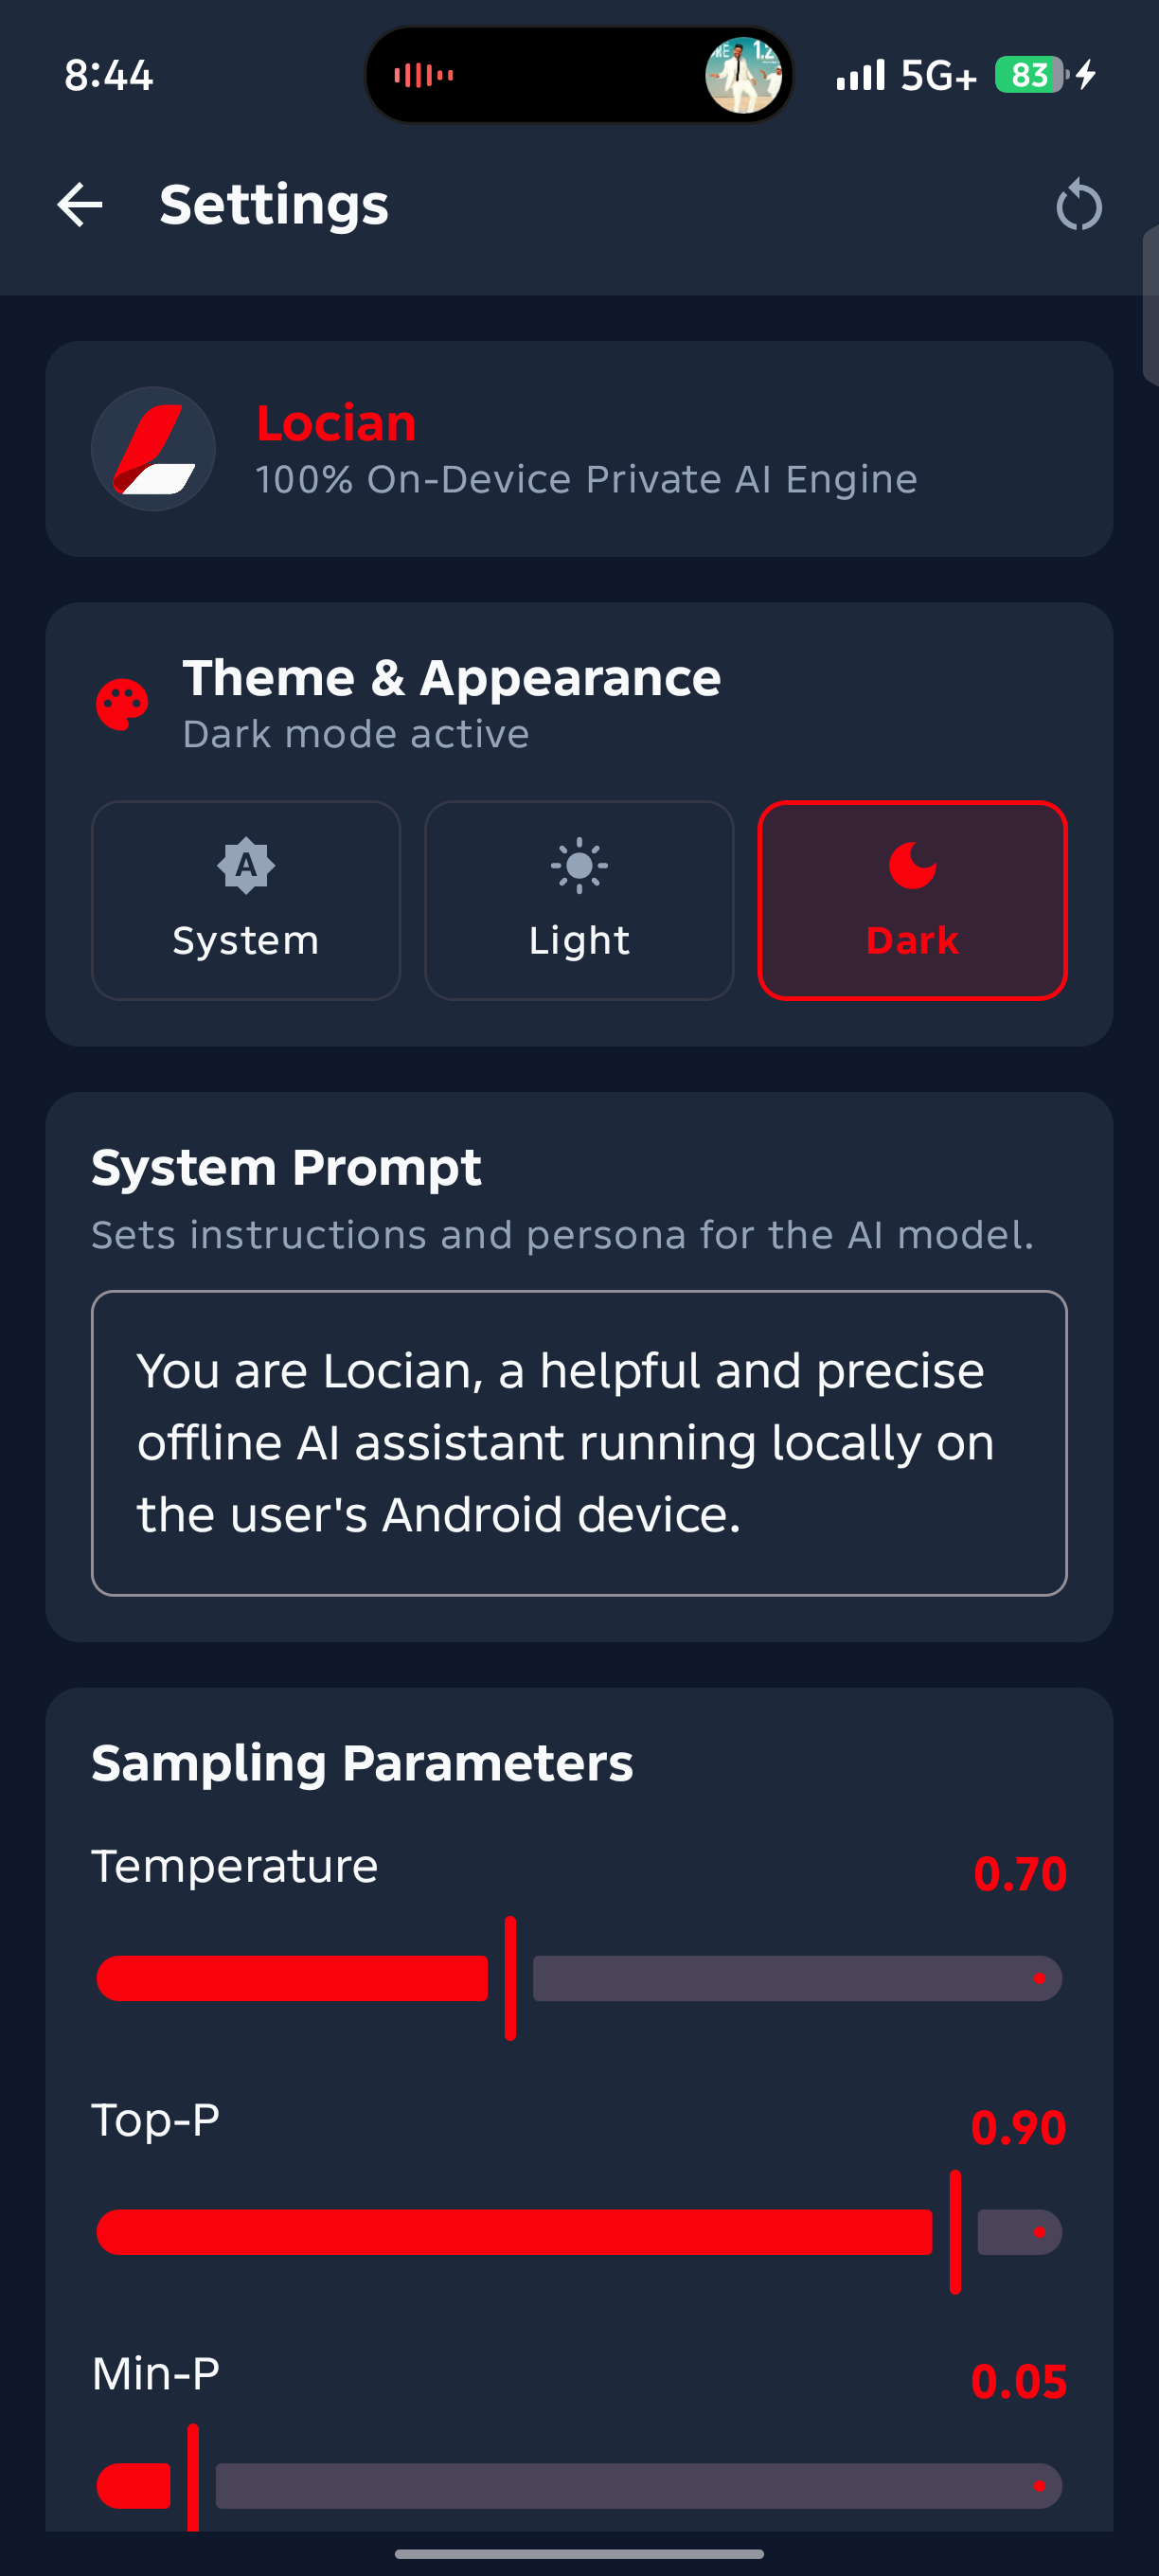 8:44
5G+
83
Settings
Locian
100% On-Device Private AI Engine
Theme & Appearance
Dark mode active
A
System
Light
Dark
System Prompt
Sets instructions and persona for the AI model.
You are Locian, a helpful and precise
offline AI assistant running locally on
the user's Android device.
Sampling Parameters
Temperature
0.70
Top-P
0.90
Min-P
0.05